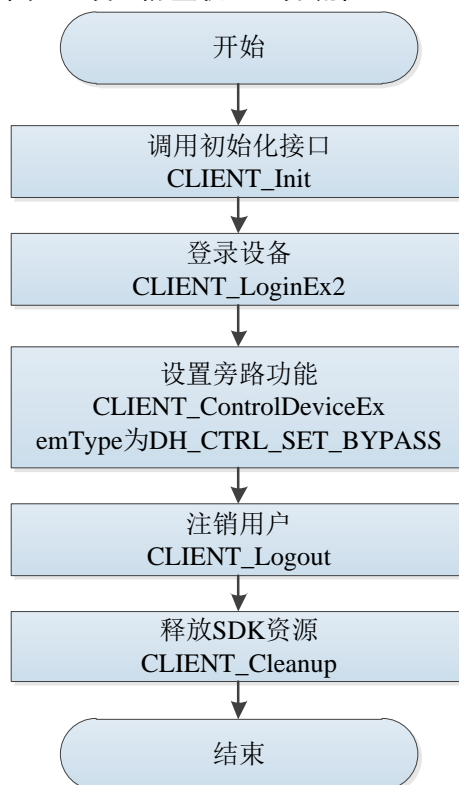 开始
调用初始化接口
CLIENT_Init
登录设备
CLIENT_LoginEx2
设置旁路功能
CLIENT_ControlDeviceEx
emType为DH_CTRL_SET_BYPASS
注销用户
CLIENT_Logout
释放SDK资源
CLIENT_Cleanup
结束